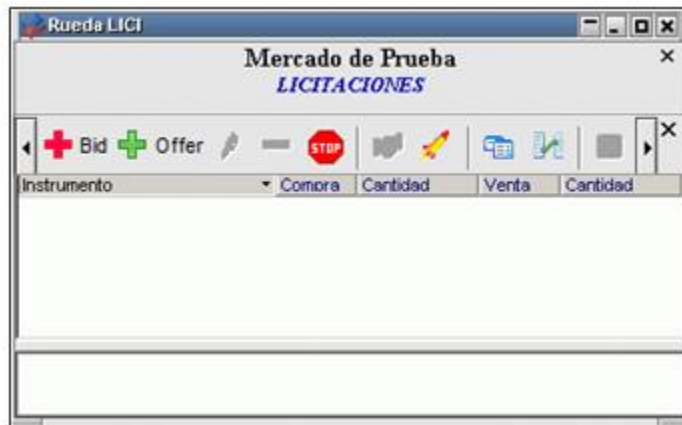 Rueda LICI
Mercado de Prueba
LICITACIONES
Bid Offer STOP
Instrumento Compra Cantidad Venta Cantidad